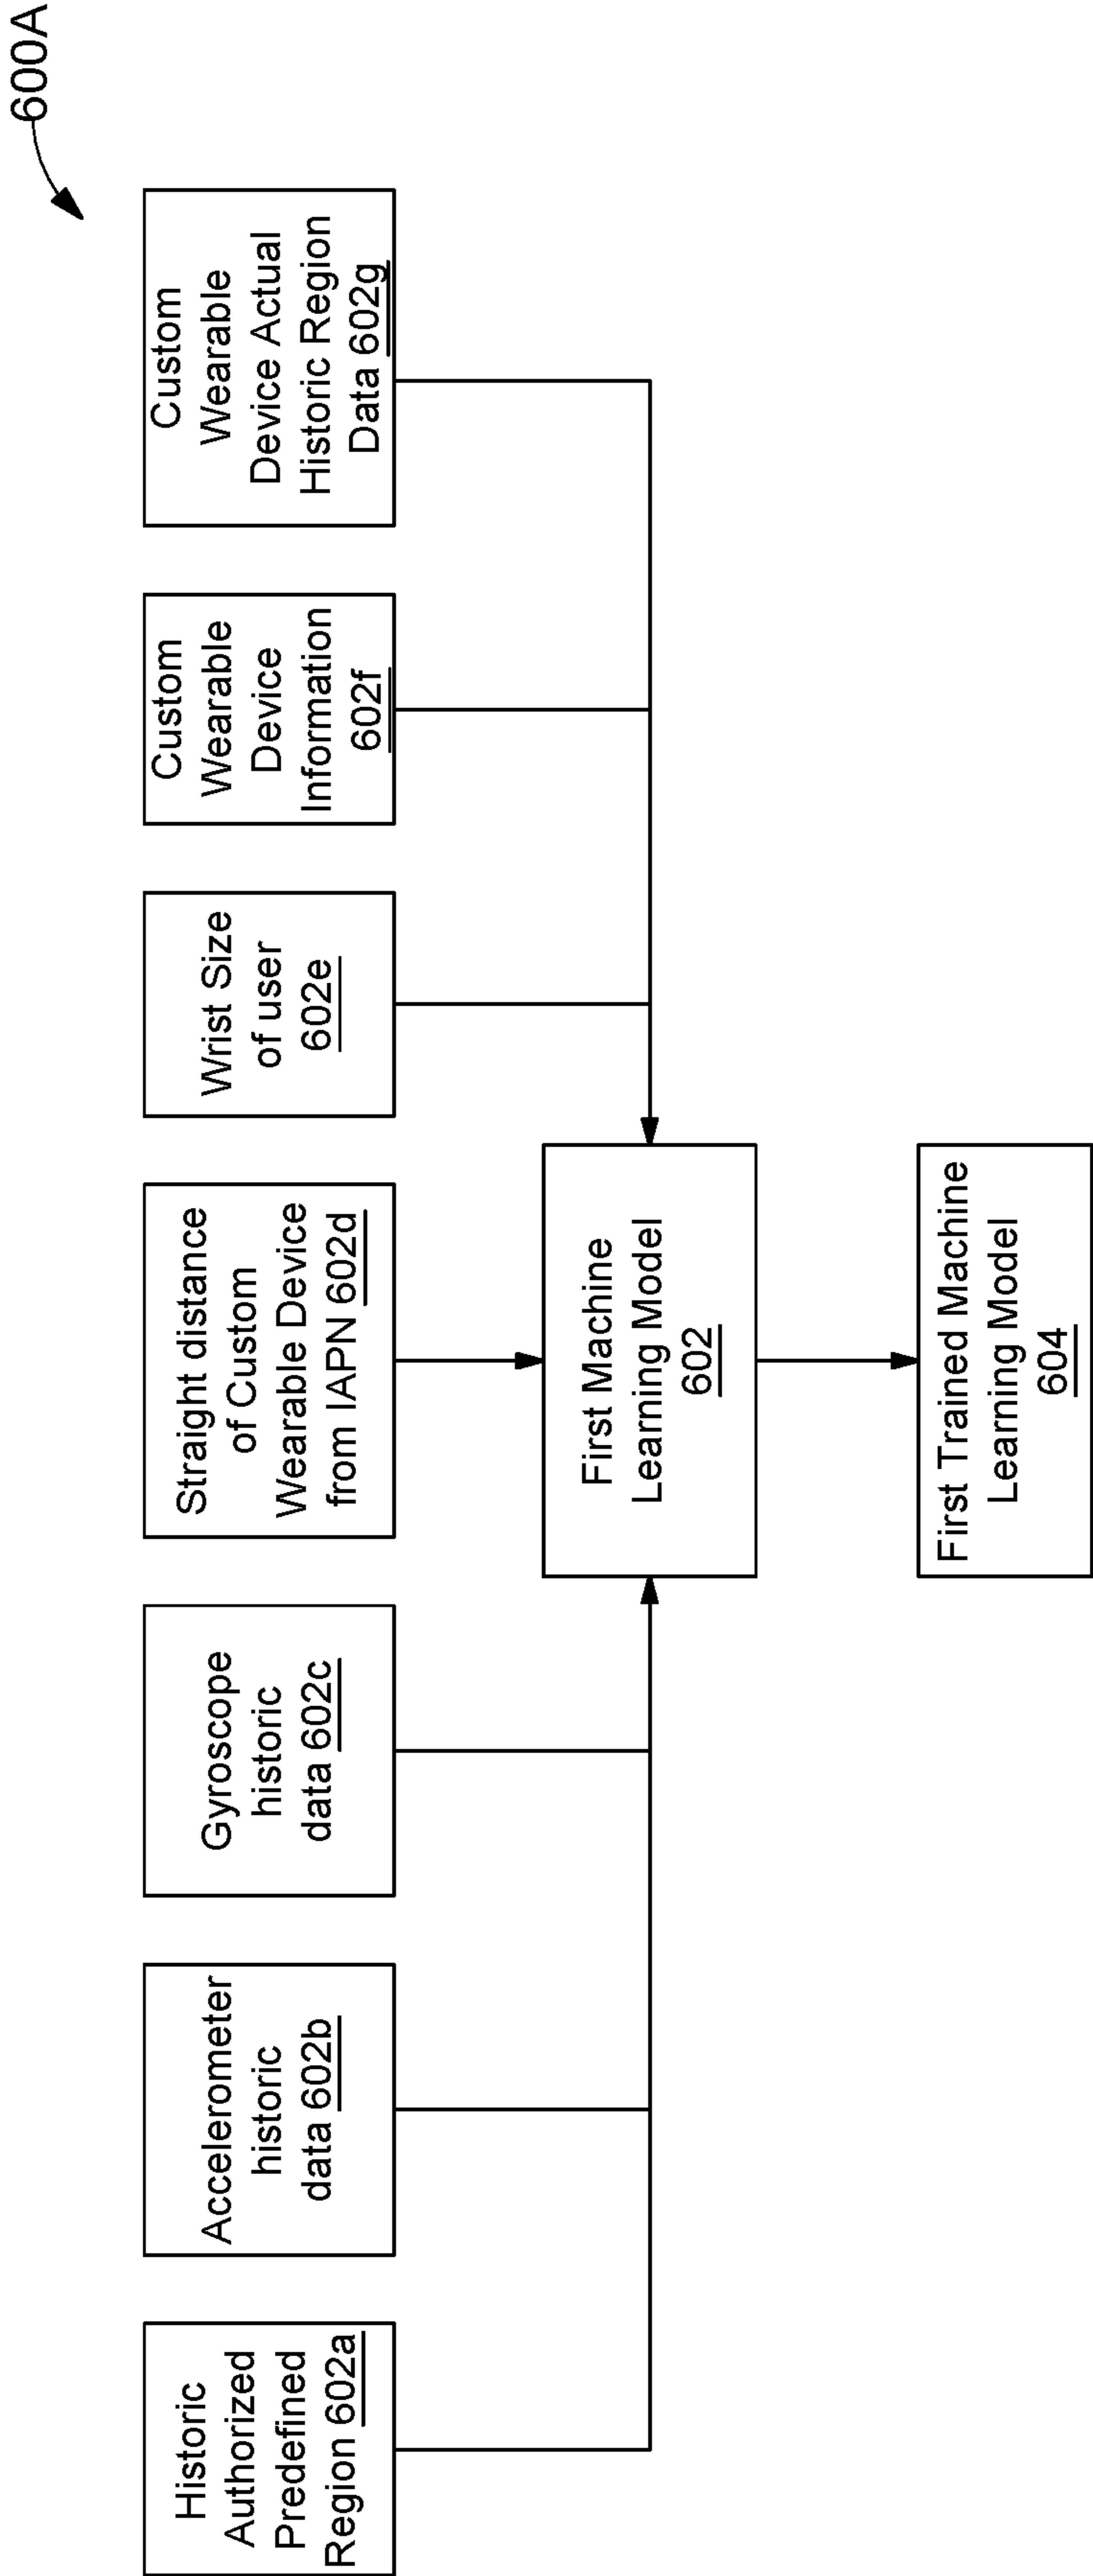 600A
Historic
Authorized
Predefined
Region 602a
Accelerometer
historic
data 602b
Gyroscope
historic
data 602c
Straight distance
of Custom
Wearable Device
from IAPN 602d
Wrist Size
of user
602e
Custom
Wearable
Device
Information
602f
Custom
Wearable
Device Actual
Historic Region
Data 602g
First Machine
Learning Model
602
First Trained Machine
Learning Model
604